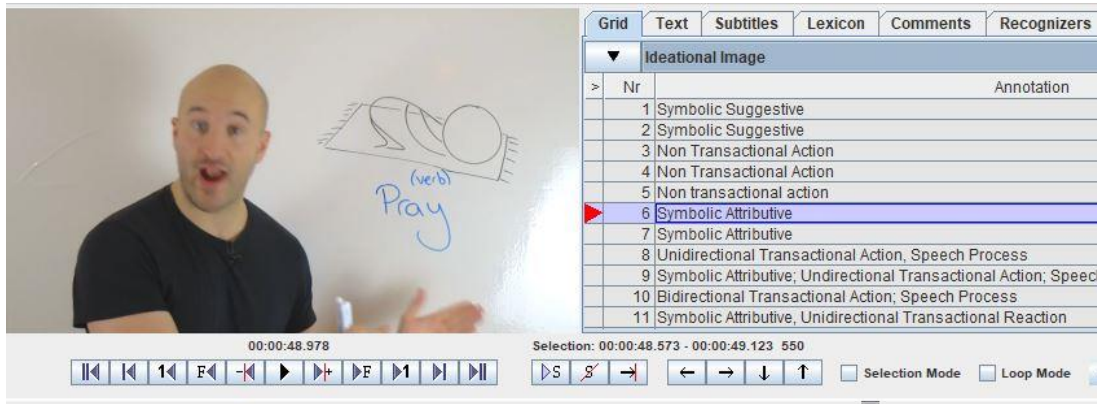 (verb)
Pray
Grid Text Subtitles Lexicon Comments Recognizers
▼ Ideational Image
> Nr Annotation
1 Symbolic Suggestive
2 Symbolic Suggestive
3 Non Transactional Action
4 Non Transactional Action
5 Non transactional action
6 Symbolic Attributive
7 Symbolic Attributive
8 Unidirectional Transactional Action, Speech Process
9 Symbolic Attributive; Undirectional Transactional Action; Speec
10 Bidirectional Transactional Action; Speech Process
11 Symbolic Attributive, Unidirectional Transactional Reaction
00:00:48.978 Selection: 00:00:48.573 - 00:00:49.123 550
1 F - + F 1 S S ← → ↓ ↑ Selection Mode Loop Mode